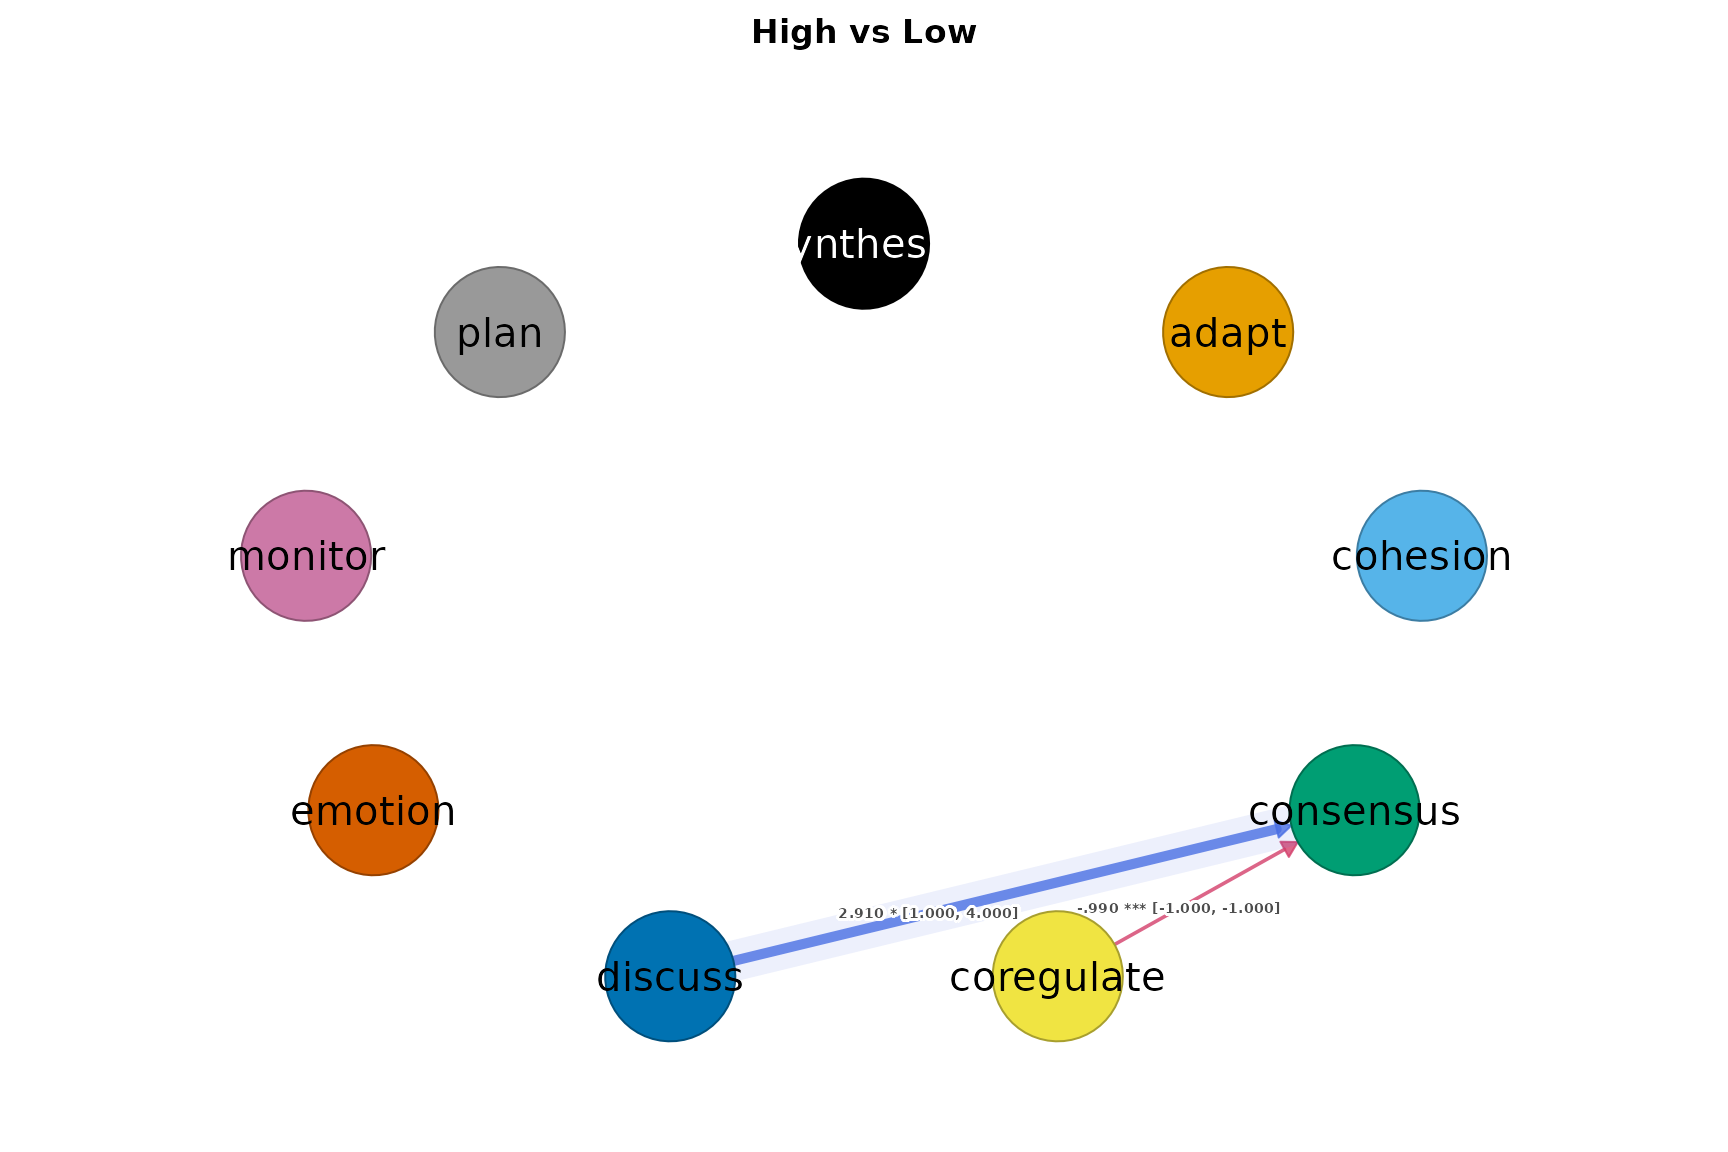 High vs Low
ynthes
plan
adapt
monitor
cohesion
emotion
consensus
2.910 * [1.000, 4.000]
-.990 *** [-1.000, -1.000]
discuss
coregulate